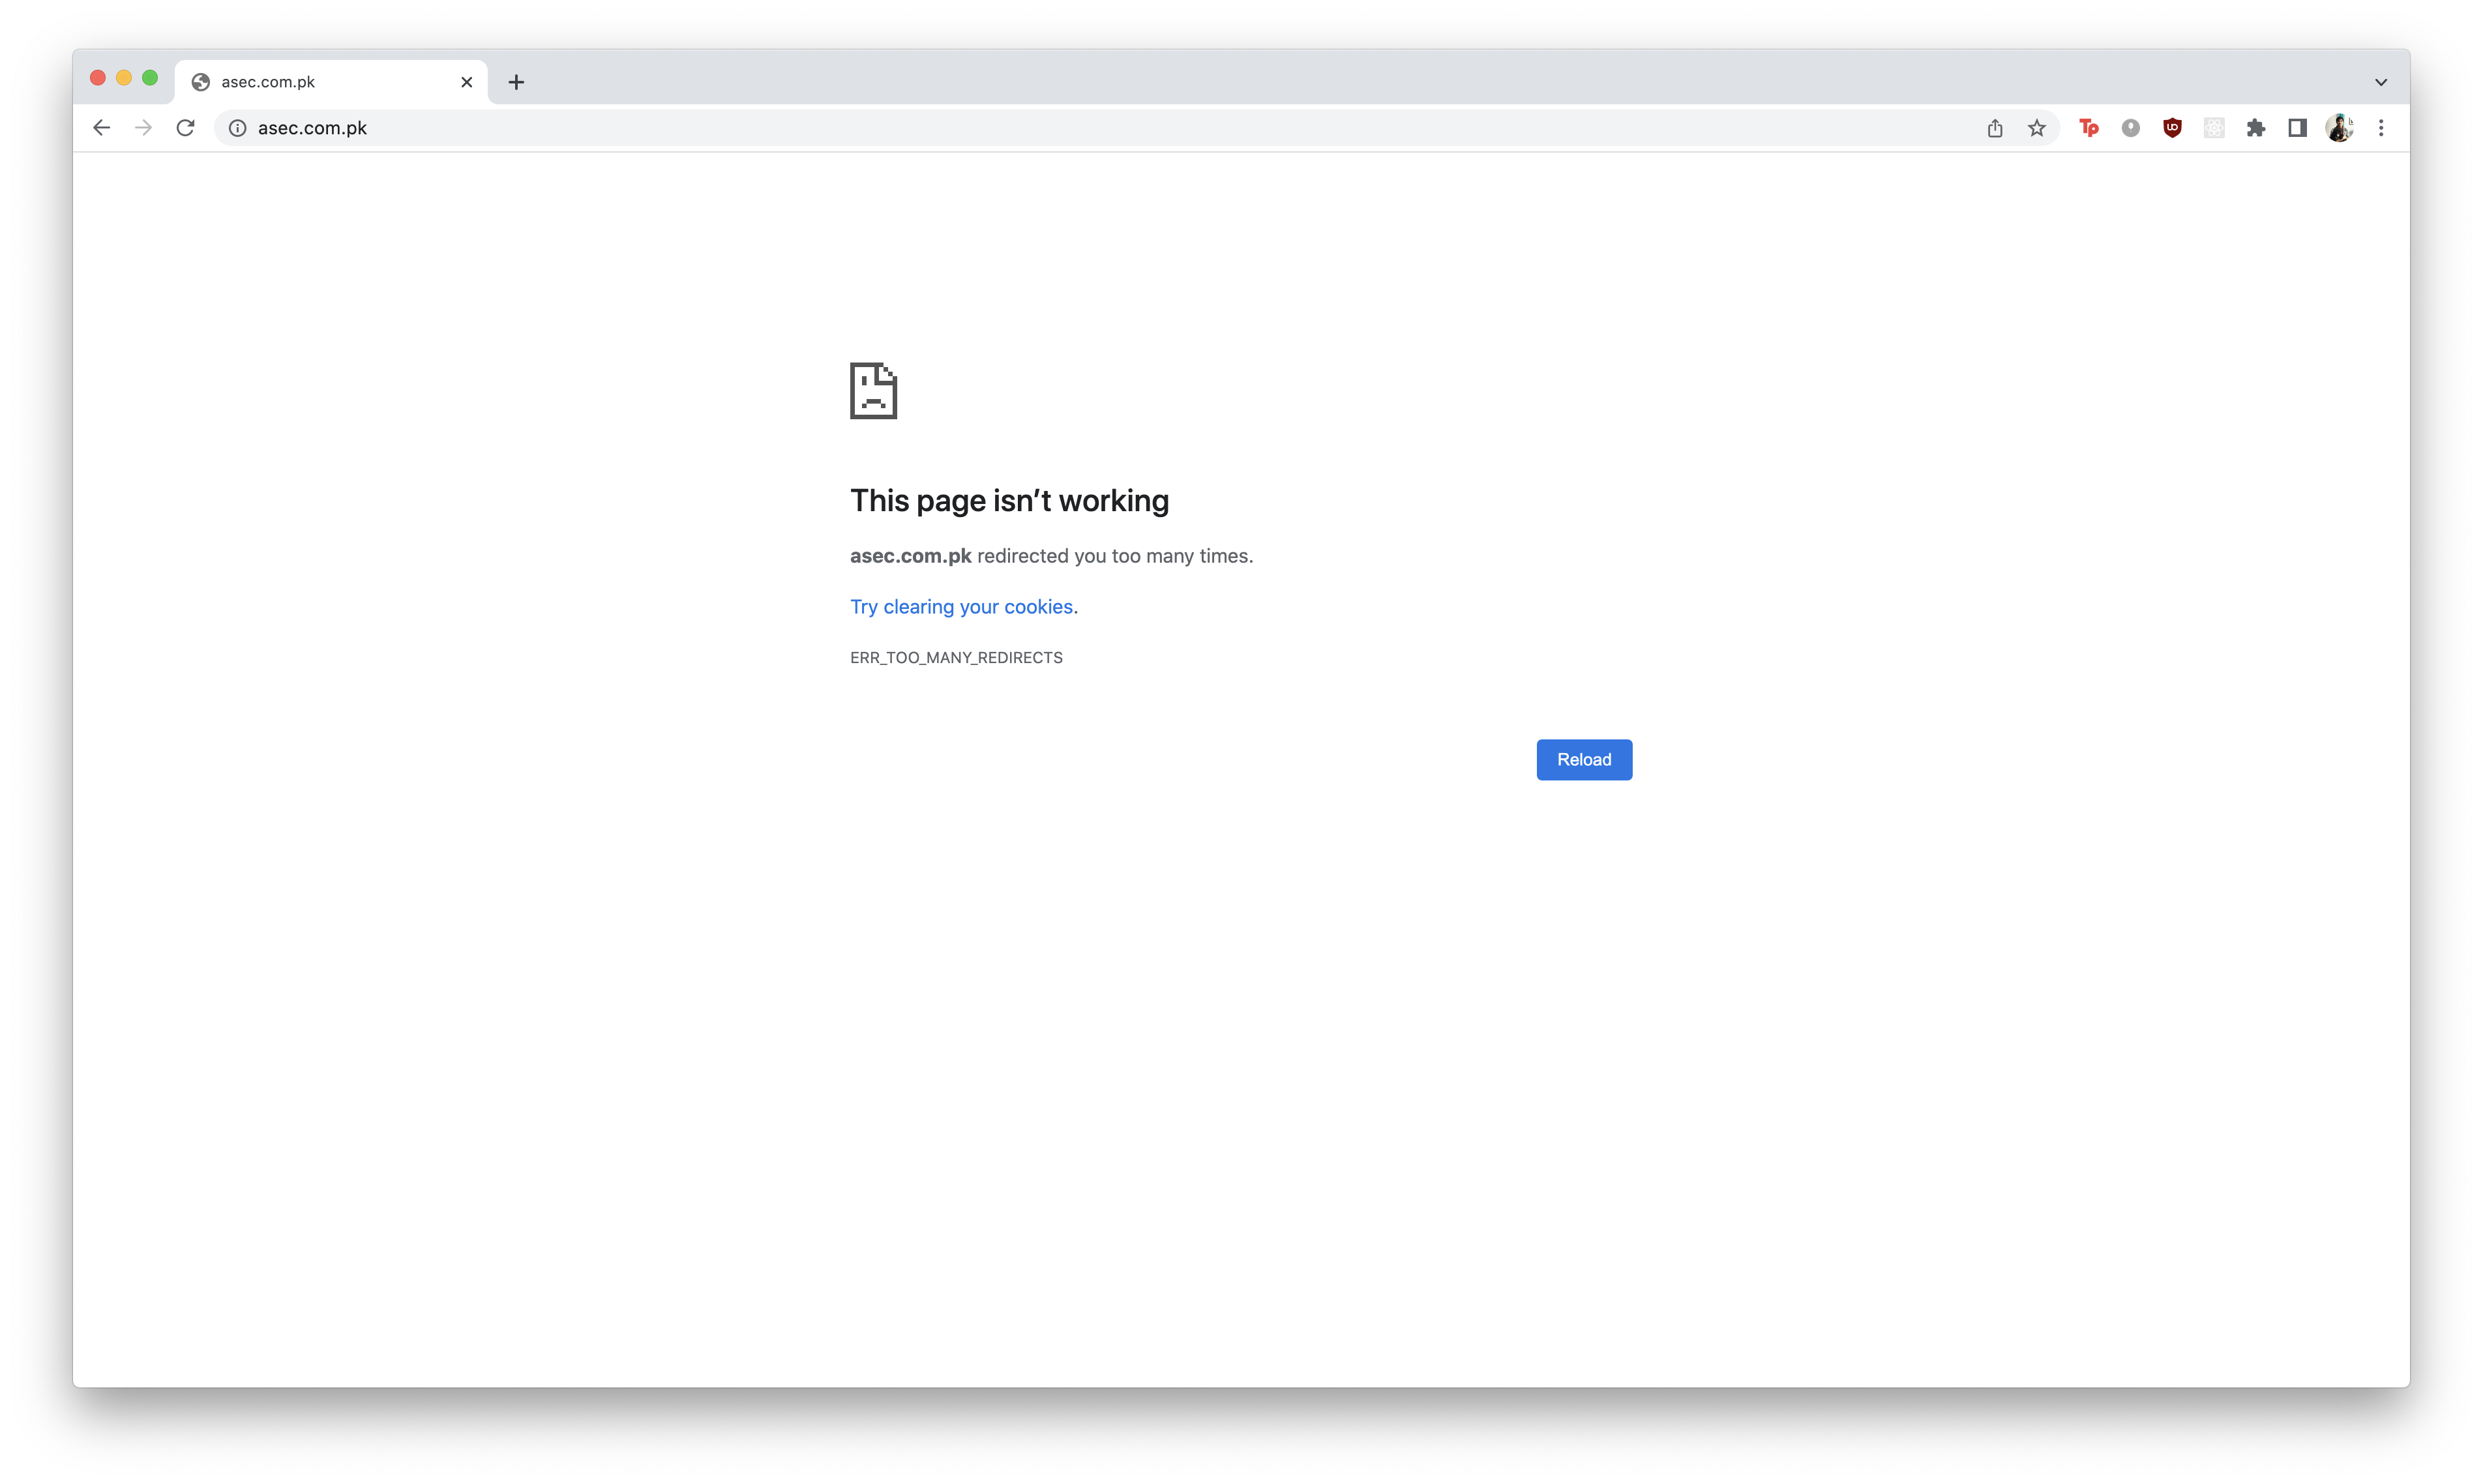 asec.com.pk
asec.com.pk
Tp
This page isn’t working
asec.com.pk redirected you too many times.
Try clearing your cookies.
ERR_TOO_MANY_REDIRECTS
Reload